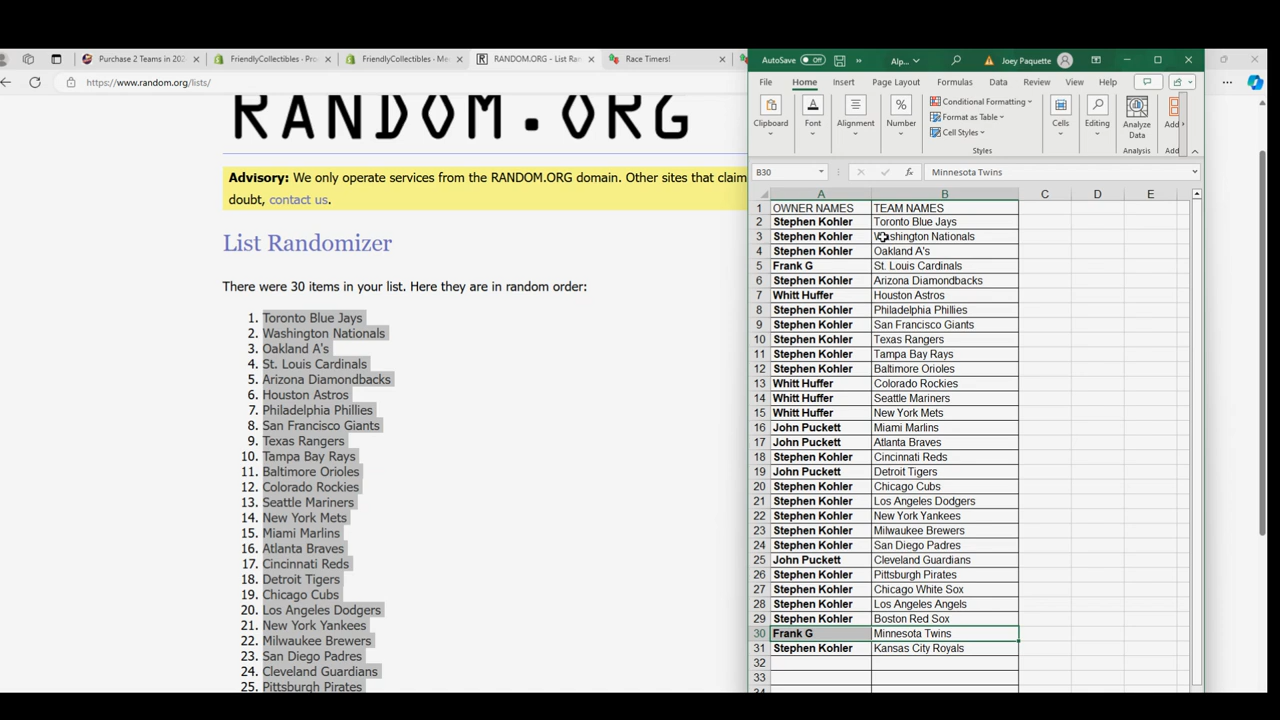 Purchase 2 Teams in 202
FriendlyCollectibles - Pro
FriendlyCollectibles - Me
RANDOM.ORG - List Ran
Race Timers!
https://www.random.org/lists/
RANDOM.ORG
Advisory: We only operate services from the RANDOM.ORG domain. Other sites that claim
doubt, contact us.
List Randomizer
There were 30 items in your list. Here they are in random order:
1. Toronto Blue Jays
2. Washington Nationals
3. Oakland A's
4. St. Louis Cardinals
5. Arizona Diamondbacks
6. Houston Astros
7. Philadelphia Phillies
8. San Francisco Giants
9. Texas Rangers
10. Tampa Bay Rays
11. Baltimore Orioles
12. Colorado Rockies
13. Seattle Mariners
14. New York Mets
15. Miami Marlins
16. Atlanta Braves
17. Cincinnati Reds
18. Detroit Tigers
19. Chicago Cubs
20. Los Angeles Dodgers
21. New York Yankees
22. Milwaukee Brewers
23. San Diego Padres
24. Cleveland Guardians
25. Pittsburgh Pirates
AutoSave Off Alp... Joey Paquette
File Home Insert Page Layout Formulas Data Review View Help
Clipboard Font Alignment Number
Conditional Formatting
Format as Table
Cell Styles
Styles
Cells Editing Analyze Data Add
Analysis Add
B30 fx Minnesota Twins
A B C D E
1 OWNER NAMES TEAM NAMES
2 Stephen Kohler Toronto Blue Jays
3 Stephen Kohler Washington Nationals
4 Stephen Kohler Oakland A's
5 Frank G St. Louis Cardinals
6 Stephen Kohler Arizona Diamondbacks
7 Whitt Huffer Houston Astros
8 Stephen Kohler Philadelphia Phillies
9 Stephen Kohler San Francisco Giants
10 Stephen Kohler Texas Rangers
11 Stephen Kohler Tampa Bay Rays
12 Stephen Kohler Baltimore Orioles
13 Whitt Huffer Colorado Rockies
14 Whitt Huffer Seattle Mariners
15 Whitt Huffer New York Mets
16 John Puckett Miami Marlins
17 John Puckett Atlanta Braves
18 Stephen Kohler Cincinnati Reds
19 John Puckett Detroit Tigers
20 Stephen Kohler Chicago Cubs
21 Stephen Kohler Los Angeles Dodgers
22 Stephen Kohler New York Yankees
23 Stephen Kohler Milwaukee Brewers
24 Stephen Kohler San Diego Padres
25 John Puckett Cleveland Guardians
26 Stephen Kohler Pittsburgh Pirates
27 Stephen Kohler Chicago White Sox
28 Stephen Kohler Los Angeles Angels
29 Stephen Kohler Boston Red Sox
30 Frank G Minnesota Twins
31 Stephen Kohler Kansas City Royals
32
33